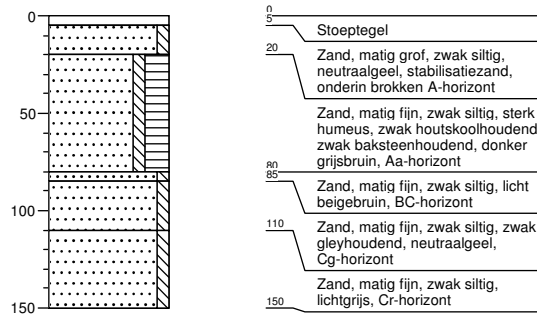 0
50
100
150
0
5
Stoeptegel
20
Zand, matig grof, zwak siltig,
neutraalgeel, stabilisatiezand,
onderin brokken A-horizont
Zand, matig fijn, zwak siltig, sterk
humeus, zwak houtskoolhoudend
zwak baksteenhoudend, donker
grijsbruin, Aa-horizont
80
85
Zand, matig fijn, zwak siltig, licht
beigebruin, BC-horizont
110
Zand, matig fijn, zwak siltig, zwak
gleyhoudend, neutraalgeel,
Cg-horizont
Zand, matig fijn, zwak siltig,
lichtgrijs, Cr-horizont
150